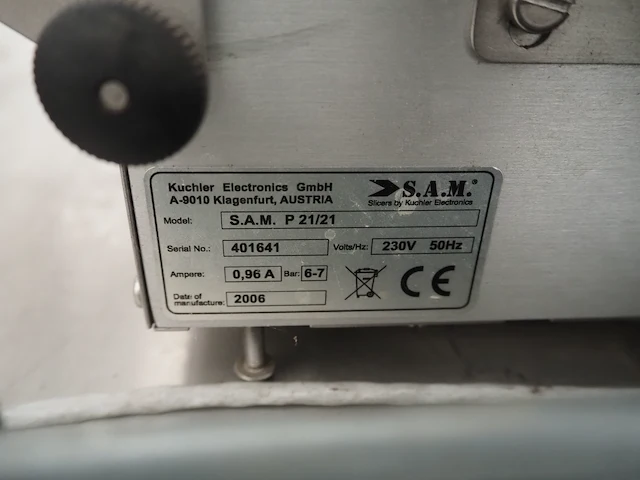 Kuchler Electronics GmbH
A-9010 Klagenfurt, AUSTRIA
S.A.M.®
Slicers by Kuchler Electronics
Model: S.A.M. P 21/21
Serial No.: 401641 Volts/Hz: 230V 50Hz
Ampere: 0,96 A Bar: 6-7
Date of manufacture: 2006
CE